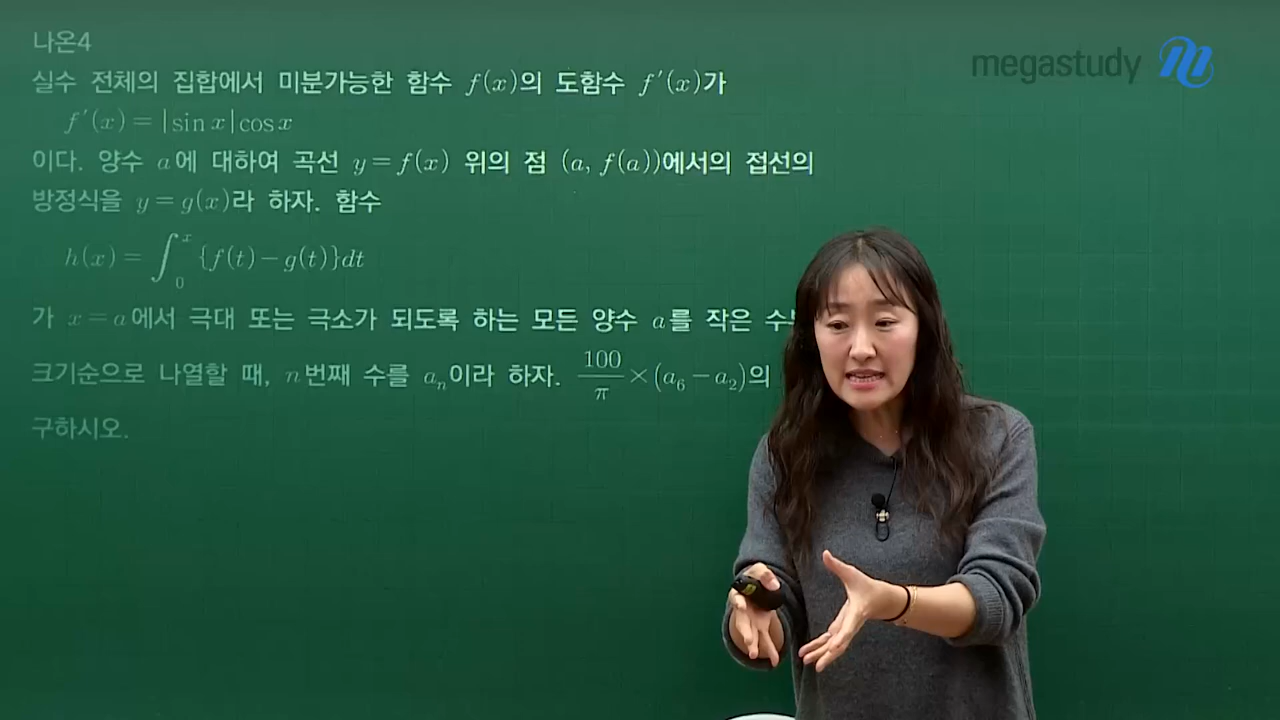 나온4
megastudy
실수 전체의 집합에서 미분가능한 함수 f(x)의 도함수 f′(x)가
f′(x)=|sin x|cos x
이다. 양수 a에 대하여 곡선 y=f(x) 위의 점 (a, f(a))에서의 접선의
방정식을 y=g(x)라 하자. 함수
h(x)=∫₀ˣ{f(t)−g(t)}dt
가 x=a에서 극대 또는 극소가 되도록 하는 모든 양수 a를 작은
크기순으로 나열할 때, n번째 수를 aₙ이라 하자. 100/π×(a₆−a₂)의
구하시오.